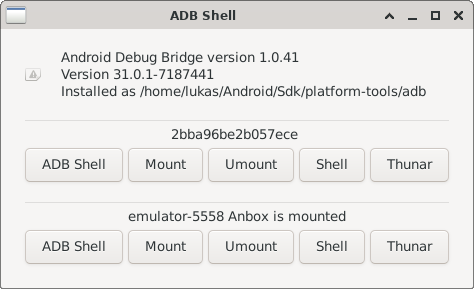 ADB Shell
Android Debug Bridge version 1.0.41
Version 31.0.1-7187441
Installed as /home/lukas/Android/Sdk/platform-tools/adb
2bba96be2b057ece
ADB Shell Mount Umount Shell Thunar
emulator-5558 Anbox is mounted
ADB Shell Mount Umount Shell Thunar